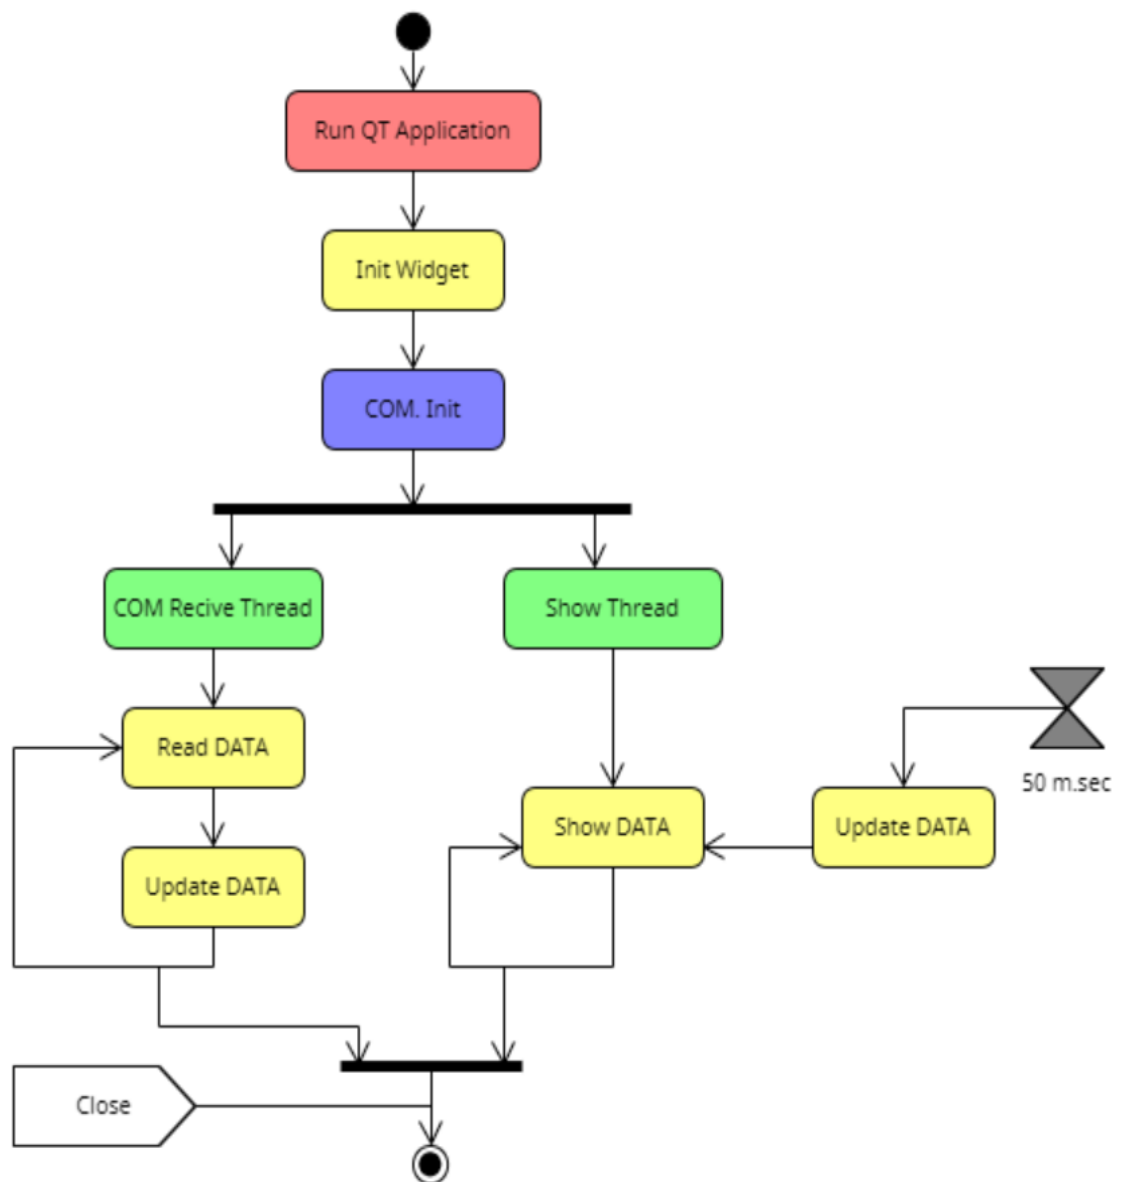 Run QT Application
Init Widget
COM. Init
COM Recive Thread
Show Thread
Read DATA
50 m.sec
Show DATA
Update DATA
Update DATA
Close